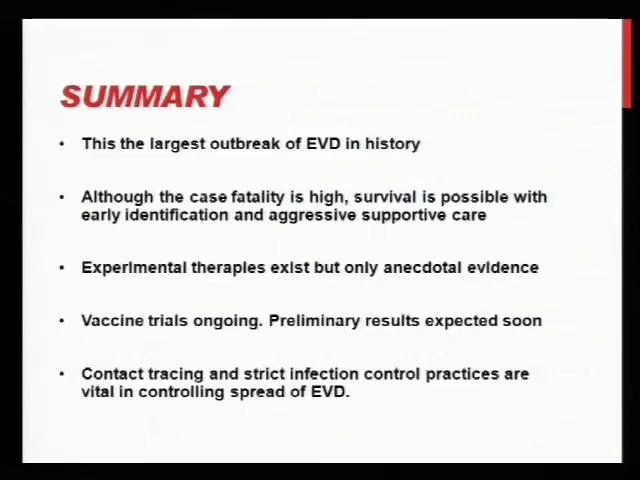 SUMMARY
• This the largest outbreak of EVD in history
• Although the case fatality is high, survival is possible with
early identification and aggressive supportive care
• Experimental therapies exist but only anecdotal evidence
• Vaccine trials ongoing. Preliminary results expected soon
• Contact tracing and strict infection control practices are
vital in controlling spread of EVD.